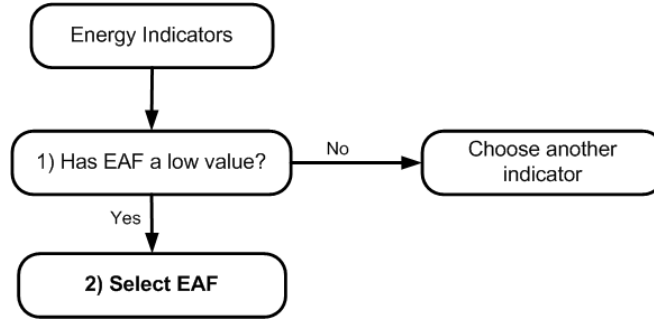 Energy Indicators
1) Has EAF a low value?
No
Choose another
indicator
Yes
2) Select EAF